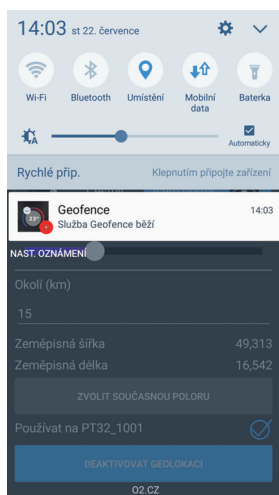 14:03 st 22. července
Wi-Fi Bluetooth Umístění Mobilní data Baterka
A Automaticky
Rychlé přip. Klepnutím připojte zařízení
23°
Geofence 14:03
Služba Geofence běží
NAST. OZNÁMENÍ
Okolí (km)
15
Zeměpisná šířka 49,313
Zeměpisná délka 16,542
ZVOLIT SOUČASNOU POLORU
Používat na PT32_1001
DEAKTIVOVAT GEOLOKACI
O2.CZ